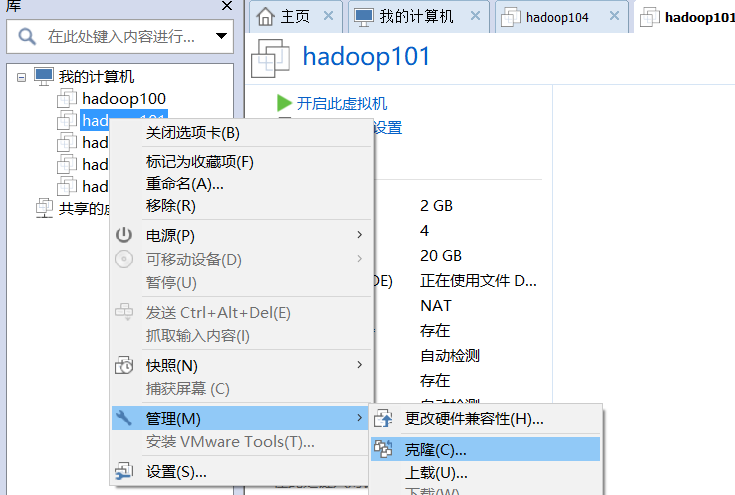 库
主页
我的计算机
hadoop104
hadoop101
在此处键入内容进行...
hadoop101
我的计算机
hadoop100
开启此虚拟机
设置
共享的
关闭选项卡(B)
标记为收藏项(F)
重命名(A)...
移除(R)
电源(P)
可移动设备(D)
暂停(U)
发送 Ctrl+Alt+Del(E)
抓取输入内容(I)
快照(N)
捕获屏幕 (C)
管理(M)
安装 VMware Tools(T)...
设置(S)...
2 GB
4
20 GB
DE)
正在使用文件 D...
NAT
存在
自动检测
存在
自动检测
更改硬件兼容性(H)...
克隆(C)...
上载(U)...
下载(W)